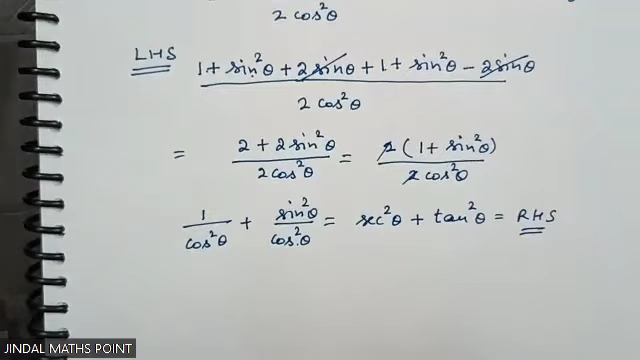 2 cos²θ
LHS
1 + sin²θ + 2 sinθ + 1 + sin²θ - 2 sinθ
2 cos²θ
= 2 + 2 sin²θ / 2 cos²θ = 2 (1 + sin²θ) / 2 cos²θ
1 / cos²θ + sin²θ / cos²θ = sec²θ + tan²θ = RHS
JINDAL MATHS POINT